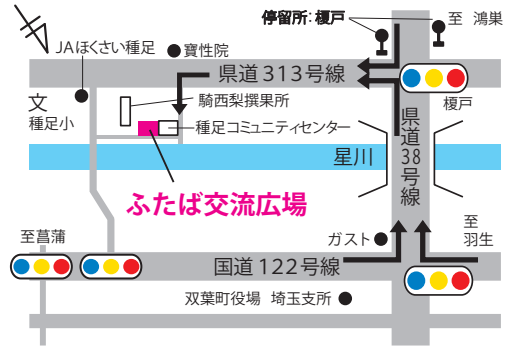 停留所：榎戸
至 鴻巣
JAほくさい種足
寶性院
県道313号線
榎戸
文
種足小
騎西梨撰果所
種足コミュニティセンター
県道38号線
星川
ふたば交流広場
至菖蒲
ガスト
至
羽生
国道122号線
双葉町役場 埼玉支所